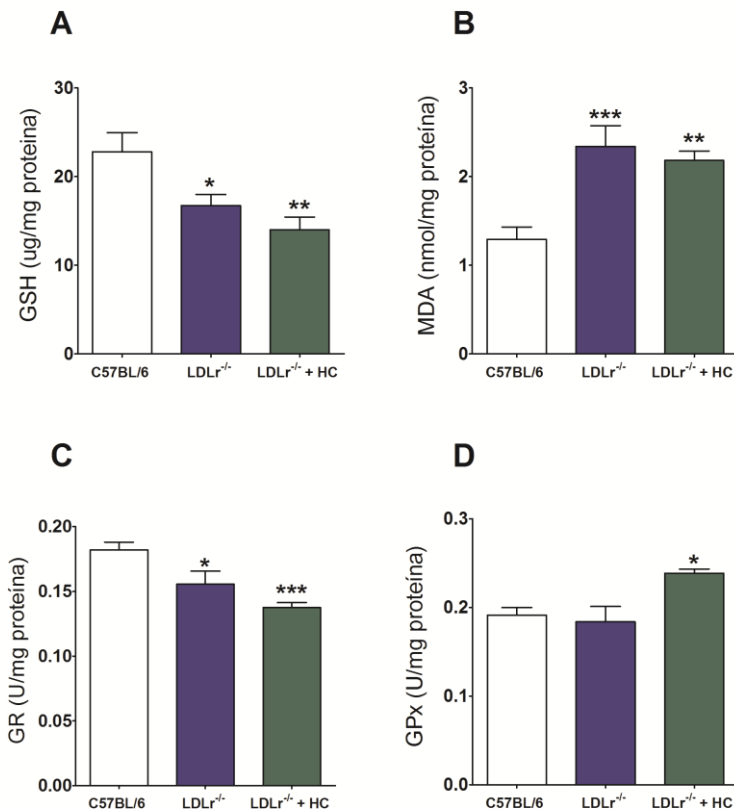 A
GSH (ug/mg proteína)
30
20
10
0
*
**
C57BL/6 LDLr-/- LDLr-/- + HC
B
MDA (nmol/mg proteína)
3
2
1
0
***
**
C57BL/6 LDLr-/- LDLr-/- + HC
C
GR (U/mg proteína)
0.20
0.15
0.10
0.05
0.00
*
***
C57BL/6 LDLr-/- LDLr-/- + HC
D
GPx (U/mg proteína)
0.3
0.2
0.1
0.0
*
C57BL/6 LDLr-/- LDLr-/- + HC